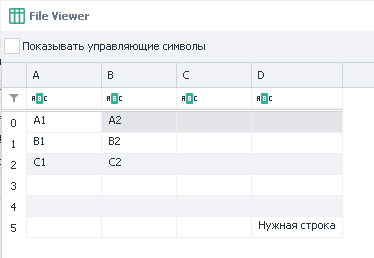 File Viewer
Показывать управляющие символы
A B C D
ABC ABC ABC ABC
0 A1 A2
1 B1 B2
2 C1 C2
3
4
5 Нужная строка